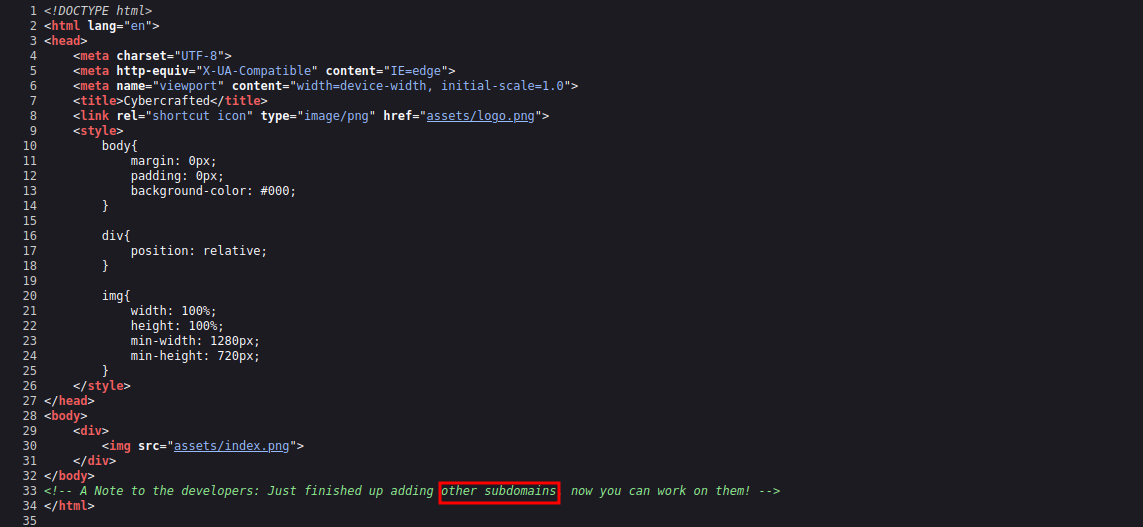 1 <!DOCTYPE html>
2 <html lang="en">
3 <head>
4     <meta charset="UTF-8">
5     <meta http-equiv="X-UA-Compatible" content="IE=edge">
6     <meta name="viewport" content="width=device-width, initial-scale=1.0">
7     <title>Cybercrafted</title>
8     <link rel="shortcut icon" type="image/png" href="assets/logo.png">
9     <style>
10         body{
11             margin: 0px;
12             padding: 0px;
13             background-color: #000;
14         }
15
16         div{
17             position: relative;
18         }
19
20         img{
21             width: 100%;
22             height: 100%;
23             min-width: 1280px;
24             min-height: 720px;
25         }
26     </style>
27 </head>
28 <body>
29     <div>
30         <img src="assets/index.png">
31     </div>
32 </body>
33 <!-- A Note to the developers: Just finished up adding other subdomains, now you can work on them! -->
34 </html>
35